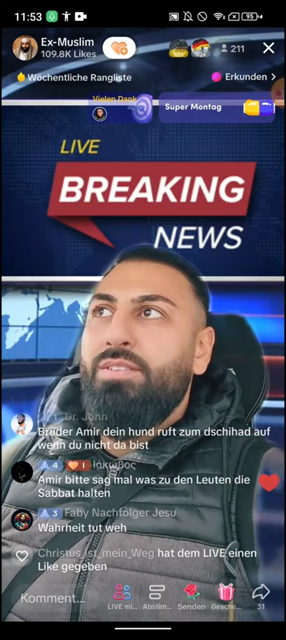 11:53
95
Ex-Muslim
109.8K Likes
211
Wöchentliche Rangliste
Erkunden >
Vielen Dank
Super Montag
LIVE
BREAKING
NEWS
Dr. John
Bruder Amir dein hund ruft zum dschihad auf
wenn du nicht da bist
4 1 Ιάκωβος
Amir bitte sag mal was zu den Leuten die
Sabbat halten
3 Faby Nachfolger Jesu
Wahrheit tut weh
Christus_ist_mein_Weg hat dem LIVE einen
Like gegeben
Komment...
LIVE mi...
Abstim...
Senden
Gesche...
31